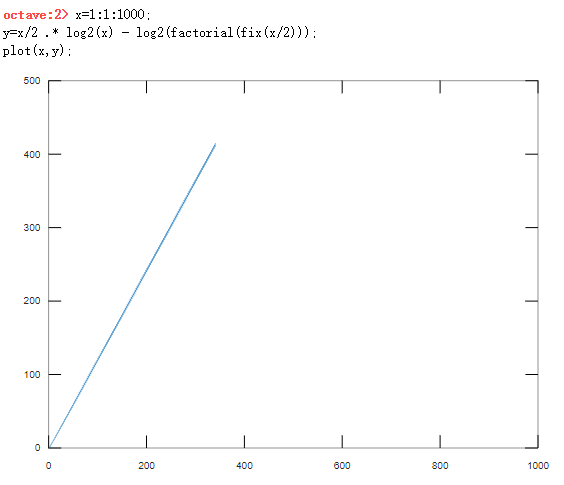 octave:2> x=1:1:1000;
y=x/2 .* log2(x) - log2(factorial(fix(x/2)));
plot(x,y);
500
400
300
200
100
0
0 200 400 600 800 1000